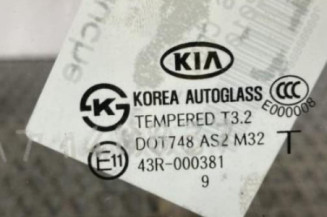 KIA
KOREA AUTOGLASS
CCC
E000008
TEMPERED T3.2
DOT748 AS2 M32 T
E11 43R-000381
9